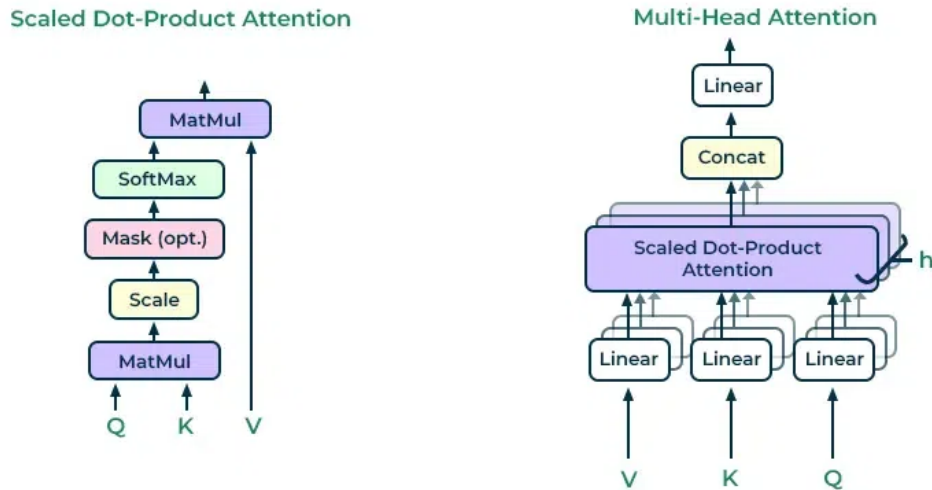 Scaled Dot-Product Attention
MatMul
SoftMax
Mask (opt.)
Scale
MatMul
Q K V
Multi-Head Attention
Linear
Concat
Scaled Dot-Product
Attention
h
Linear Linear Linear
V K Q